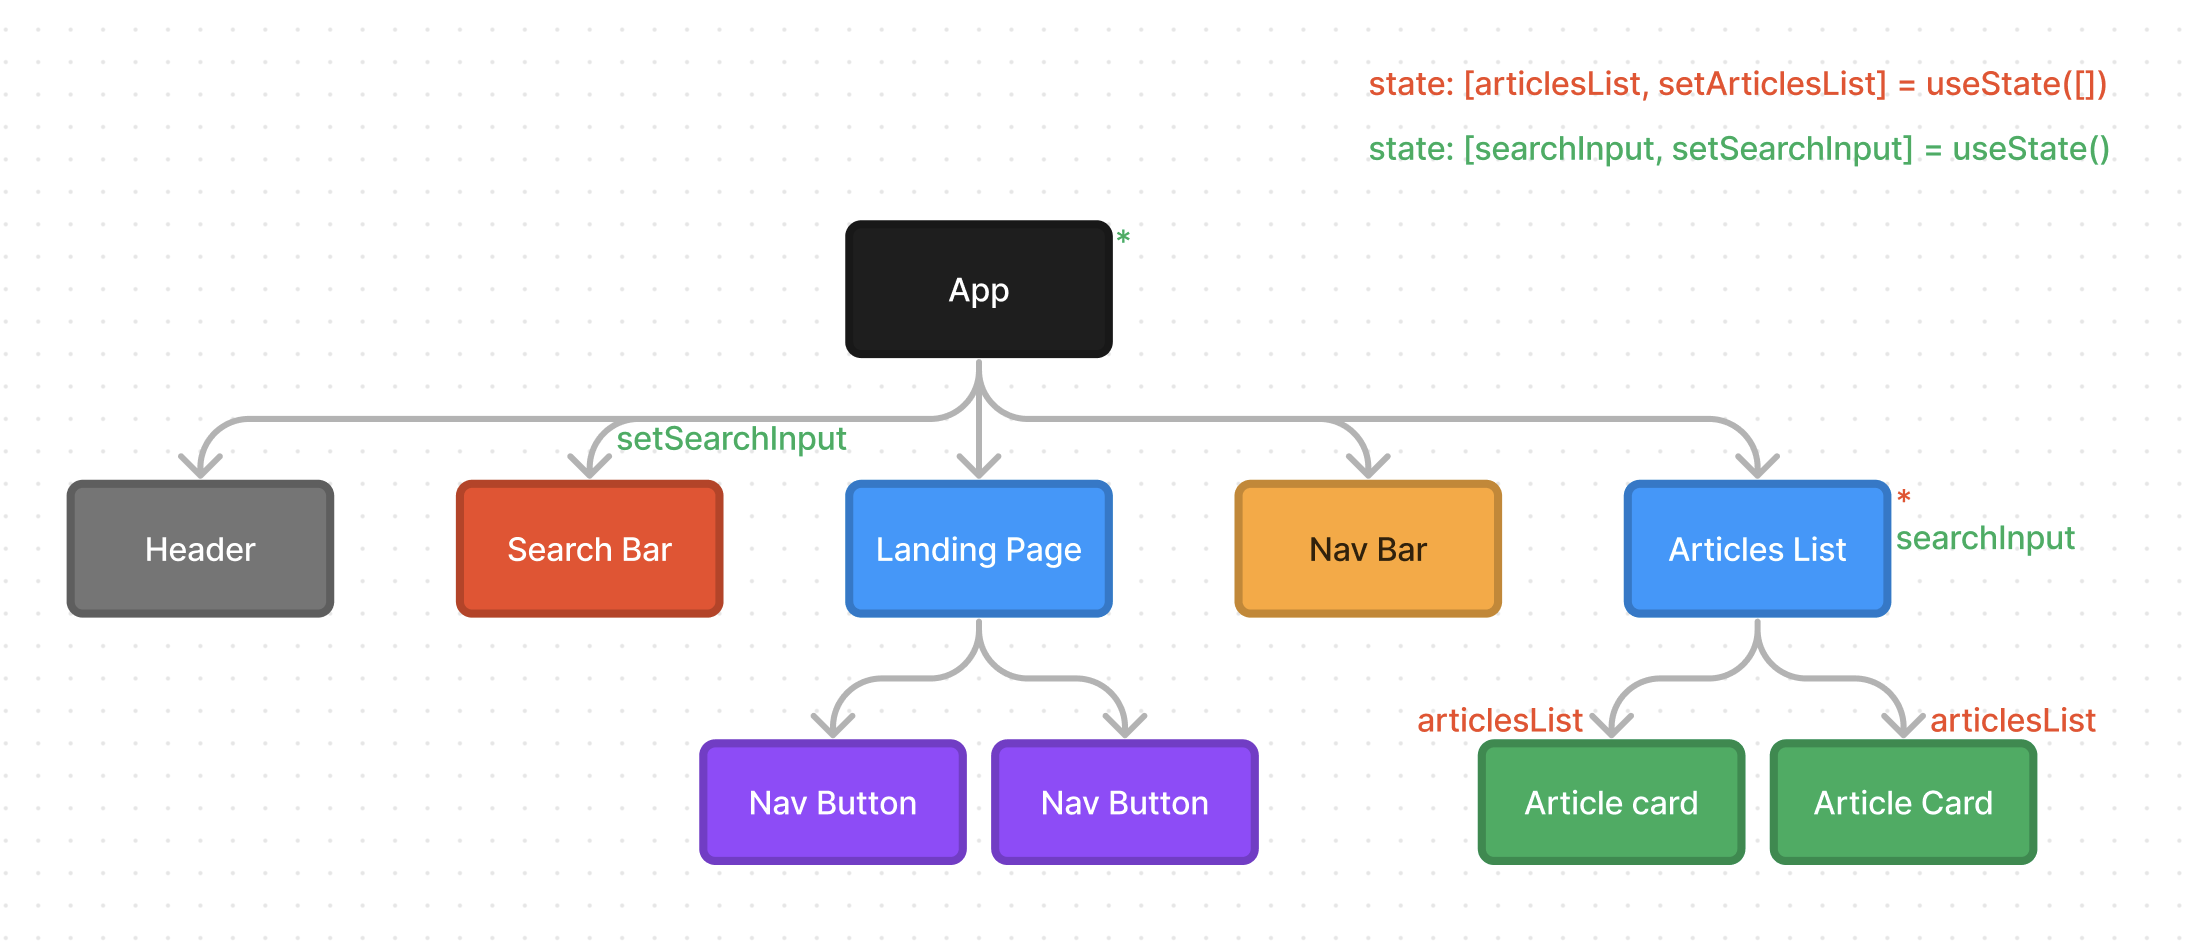 state: [articlesList, setArticlesList] = useState([])
state: [searchInput, setSearchInput] = useState()
App
*
setSearchInput
Header
Search Bar
Landing Page
Nav Bar
Articles List
*
searchInput
articlesList
articlesList
Nav Button
Nav Button
Article card
Article Card